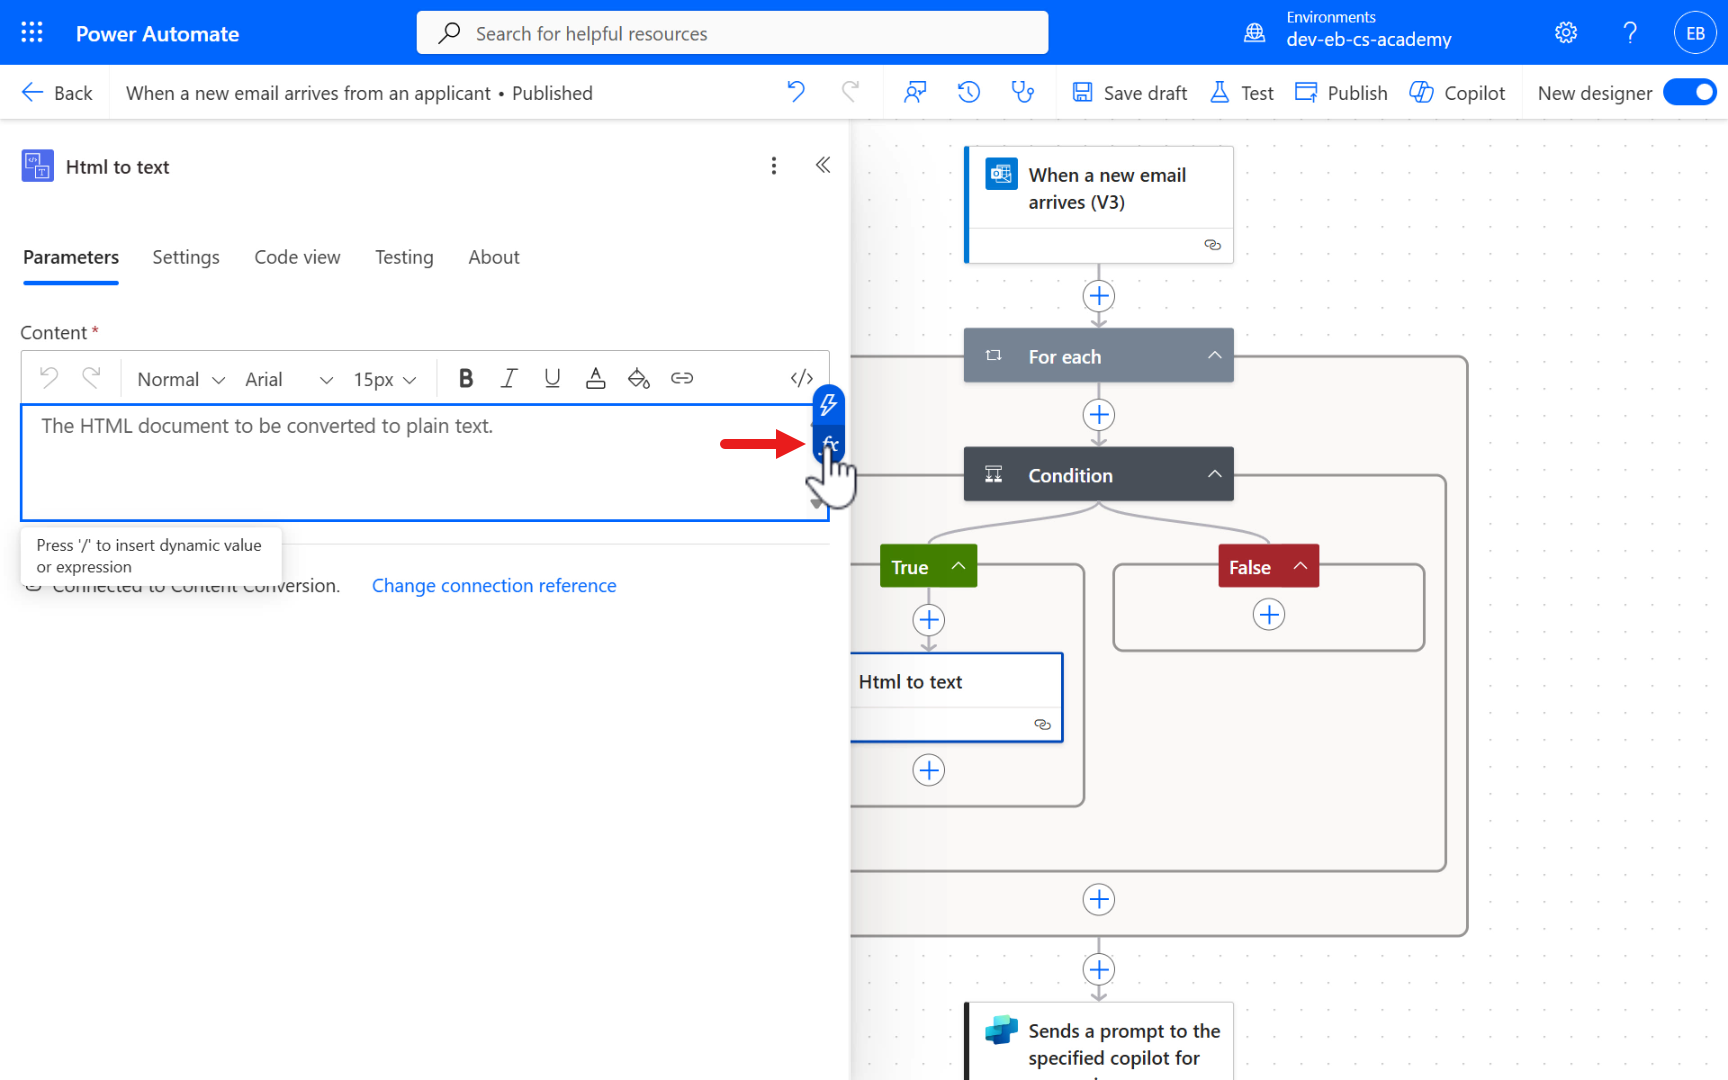 Power Automate
Search for helpful resources
Environments
dev-eb-cs-academy
EB
Back
When a new email arrives from an applicant • Published
Save draft
Test
Publish
Copilot
New designer
Html to text
Parameters
Settings
Code view
Testing
About
Content *
Normal
Arial
15px
B
I
U
A
</>
The HTML document to be converted to plain text.
fx
Press '/' to insert dynamic value
or expression
Connected to Content Conversion.
Change connection reference
When a new email
arrives (V3)
For each
Condition
True
False
Html to text
Sends a prompt to the
specified copilot for